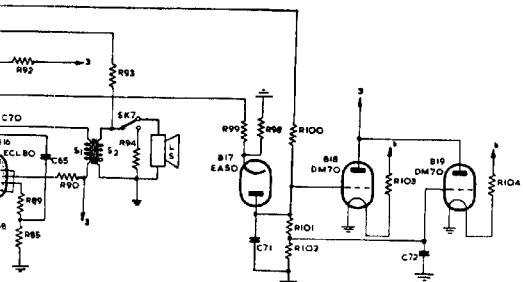 R92
3
R93
C70
SK7
R99
R98
R100
3
B16
ECL80
C65
S1
S2
R94
LS
B17
EA50
B18
DM70
b
R103
B19
DM70
b
R104
R90
R89
3
R85
C71
R101
R102
C72